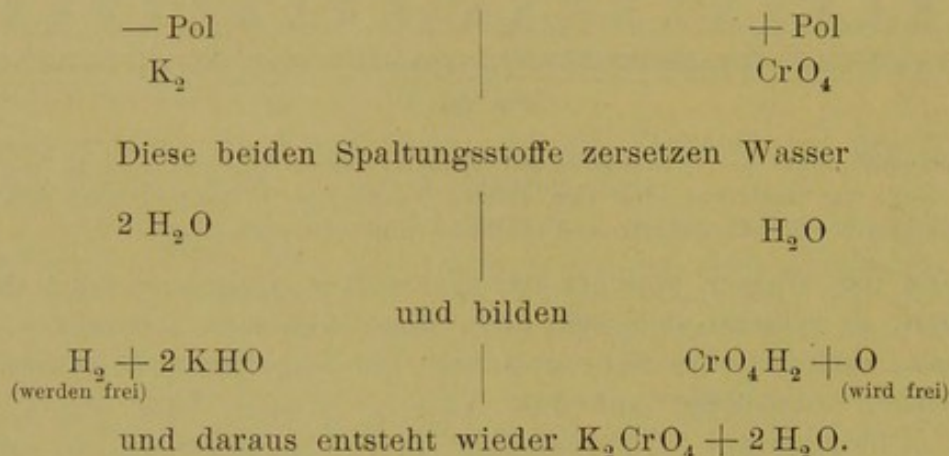 — Pol | + Pol
K₂ | CrO₄
Diese beiden Spaltungsstoffe zersetzen Wasser
2 H₂O | H₂O
und bilden
H₂ + 2 KHO | CrO₄H₂ + O
(werden frei) (wird frei)
und daraus entsteht wieder K₂CrO₄ + 2 H₂O.